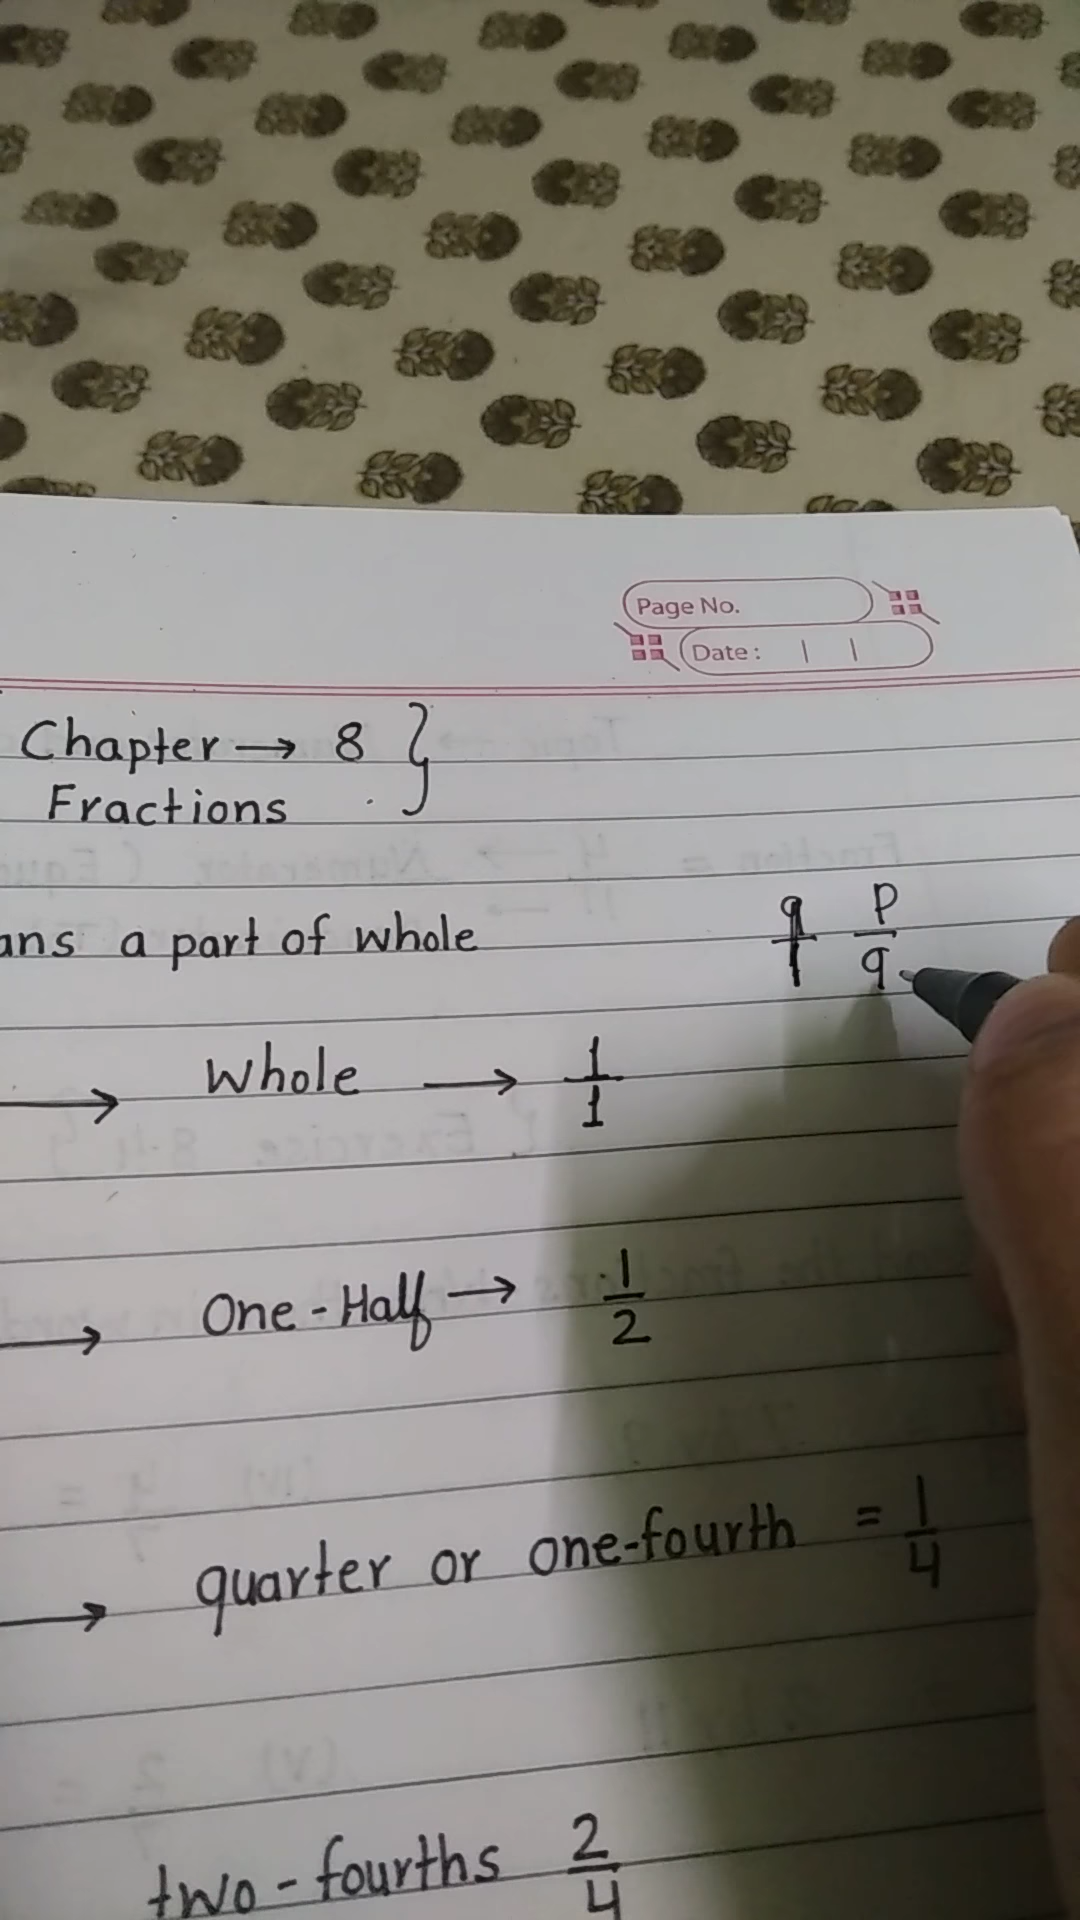 Page No.
Date :
Chapter → 8
Fractions
a part of whole p/q
→ Whole → 1/1
→ One-Half → 1/2
→ quarter or one-fourth = 1/4
two-fourths 2/4